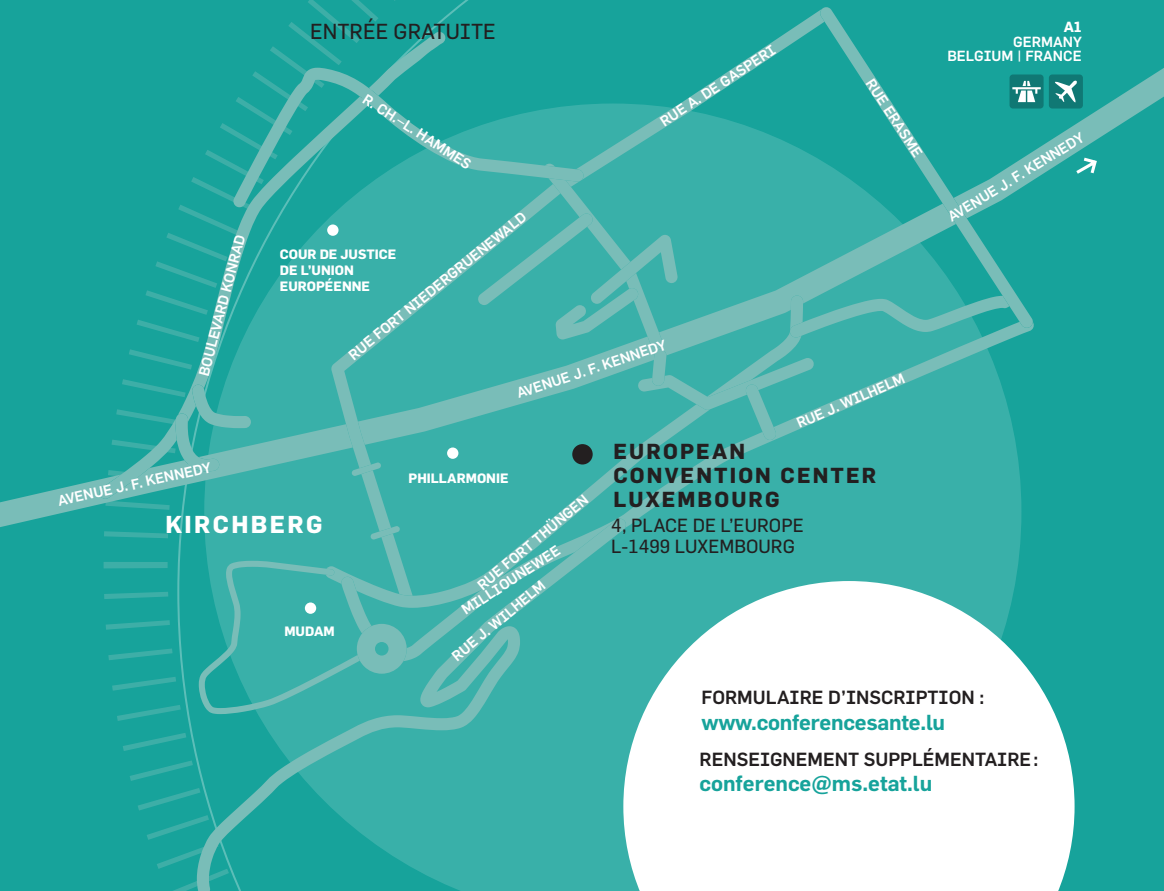 ENTRÉE GRATUITE
A1
GERMANY
BELGIUM | FRANCE
RUE A. DE GASPERI
RUE ERASME
R. CH.-L. HAMMES
AVENUE J. F. KENNEDY
COUR DE JUSTICE
DE L'UNION
EUROPÉENNE
BOULEVARD KONRAD
RUE FORT NIEDERGRUENEWALD
AVENUE J. F. KENNEDY
RUE J. WILHELM
AVENUE J. F. KENNEDY
PHILLARMONIE
EUROPEAN
CONVENTION CENTER
LUXEMBOURG
4, PLACE DE L'EUROPE
L-1499 LUXEMBOURG
KIRCHBERG
RUE FORT THÜNGEN
MILLIOUNEWEE
RUE J. WILHELM
MUDAM
FORMULAIRE D'INSCRIPTION :
www.conferencesante.lu
RENSEIGNEMENT SUPPLÉMENTAIRE :
conference@ms.etat.lu